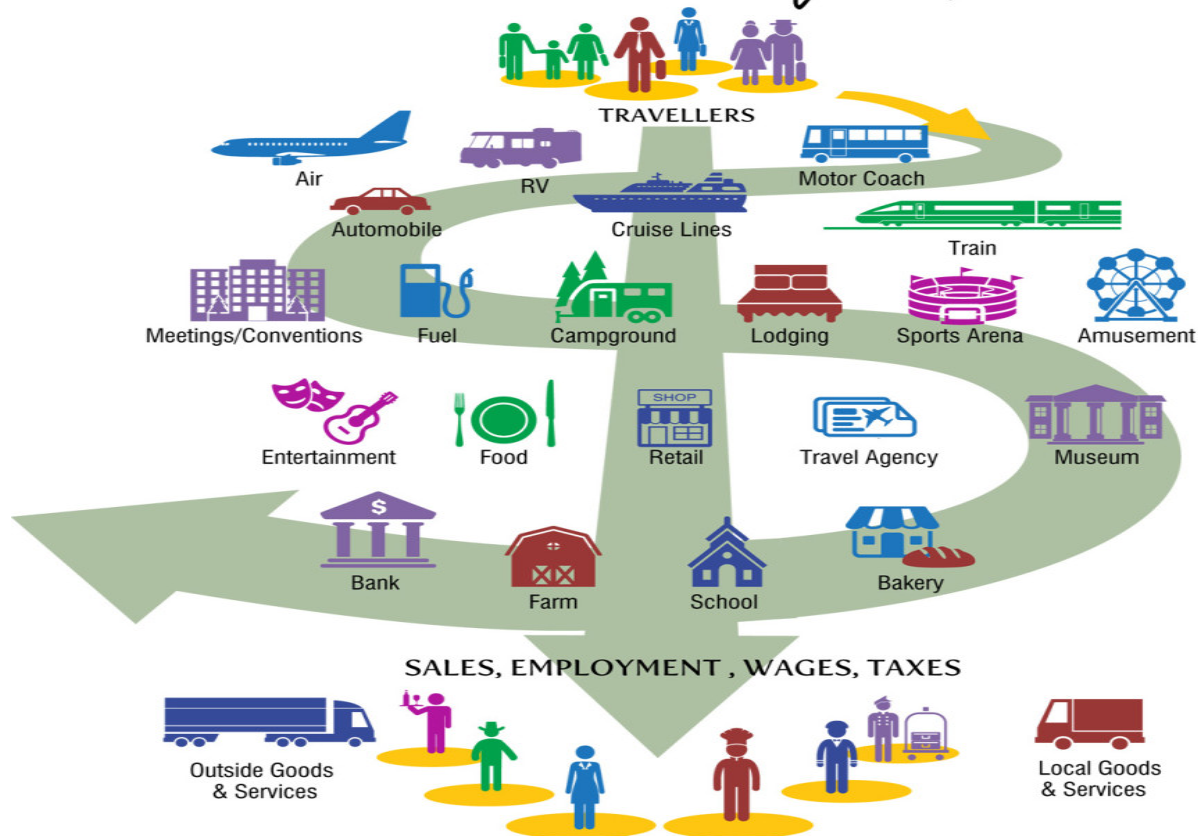 TRAVELLERS
Air
RV
Motor Coach
Automobile
Cruise Lines
Train
Meetings/Conventions
Fuel
Campground
Lodging
Sports Arena
Amusement
Entertainment
Food
SHOP
Retail
Travel Agency
Museum
$
Bank
Farm
School
Bakery
SALES, EMPLOYMENT , WAGES, TAXES
Outside Goods
& Services
Local Goods
& Services